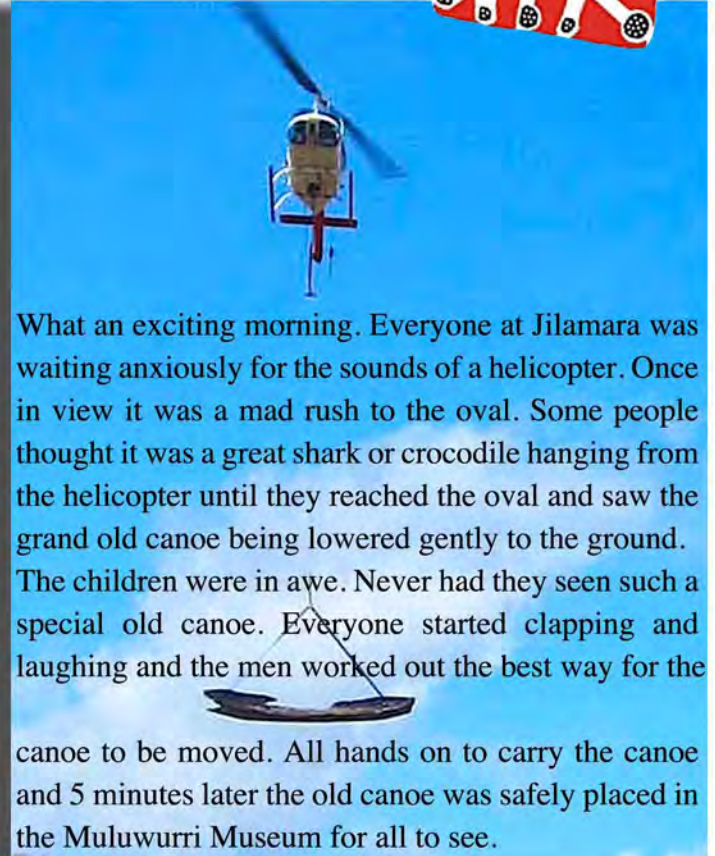 What an exciting morning. Everyone at Jilamara was
waiting anxiously for the sounds of a helicopter. Once
in view it was a mad rush to the oval. Some people
thought it was a great shark or crocodile hanging from
the helicopter until they reached the oval and saw the
grand old canoe being lowered gently to the ground.
The children were in awe. Never had they seen such a
special old canoe. Everyone started clapping and
laughing and the men worked out the best way for the
canoe to be moved. All hands on to carry the canoe
and 5 minutes later the old canoe was safely placed in
the Muluwurri Museum for all to see.